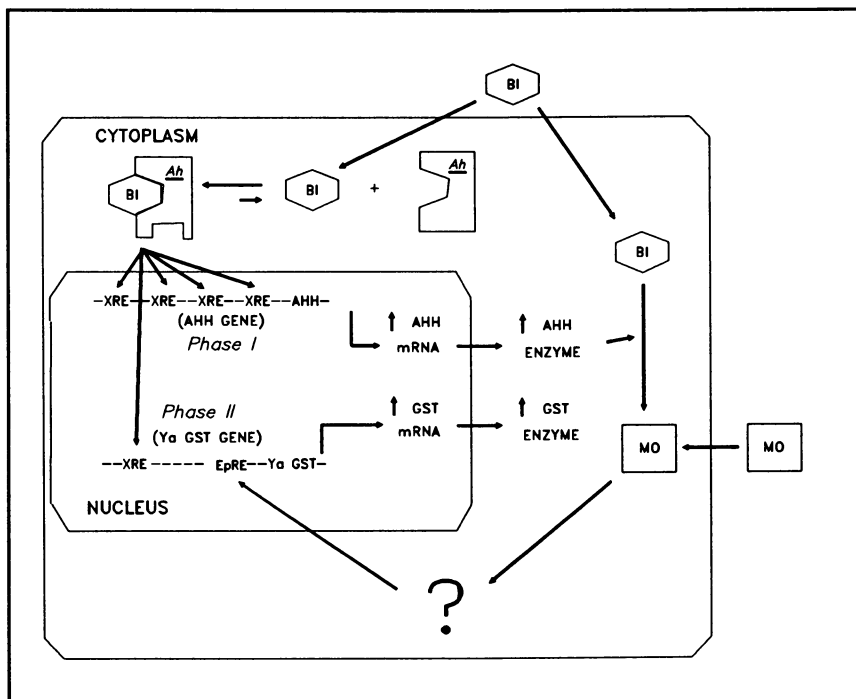 BI
CYTOPLASM
Ah
BI
BI
+
Ah
BI
--XRE---XRE---XRE---XRE---AHH-
(AHH GENE)
Phase I
AHH
mRNA
AHH
ENZYME
Phase II
(Ya GST GENE)
GST
mRNA
GST
ENZYME
MO
MO
---XRE------ EpRE---Ya GST-
NUCLEUS
?